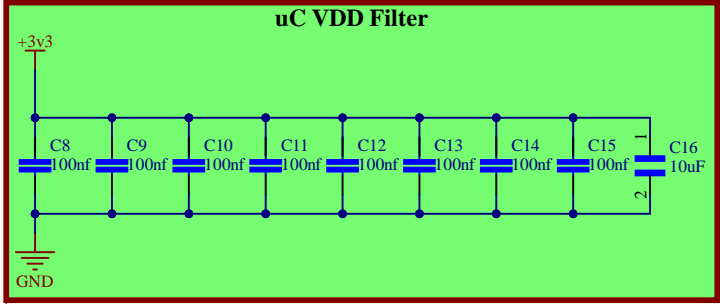 uC VDD Filter
+3v3
C8 C9 C10 C11 C12 C13 C14 C15 1 C16
100nf 100nf 100nf 100nf 100nf 100nf 100nf 100nf 10uF
2
GND